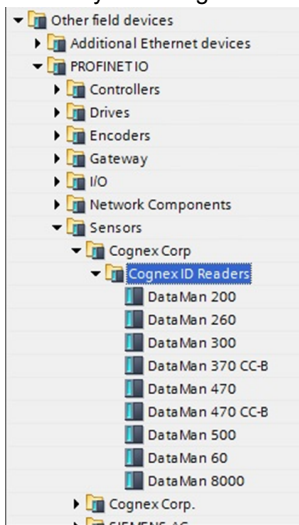 Other field devices
Additional Ethernet devices
PROFINET IO
Controllers
Drives
Encoders
Gateway
I/O
Network Components
Sensors
Cognex Corp
Cognex ID Readers
DataMan 200
DataMan 260
DataMan 300
DataMan 370 CC-B
DataMan 470
DataMan 470 CC-B
DataMan 500
DataMan 60
DataMan 8000
Cognex Corp.
SIEMENS AG